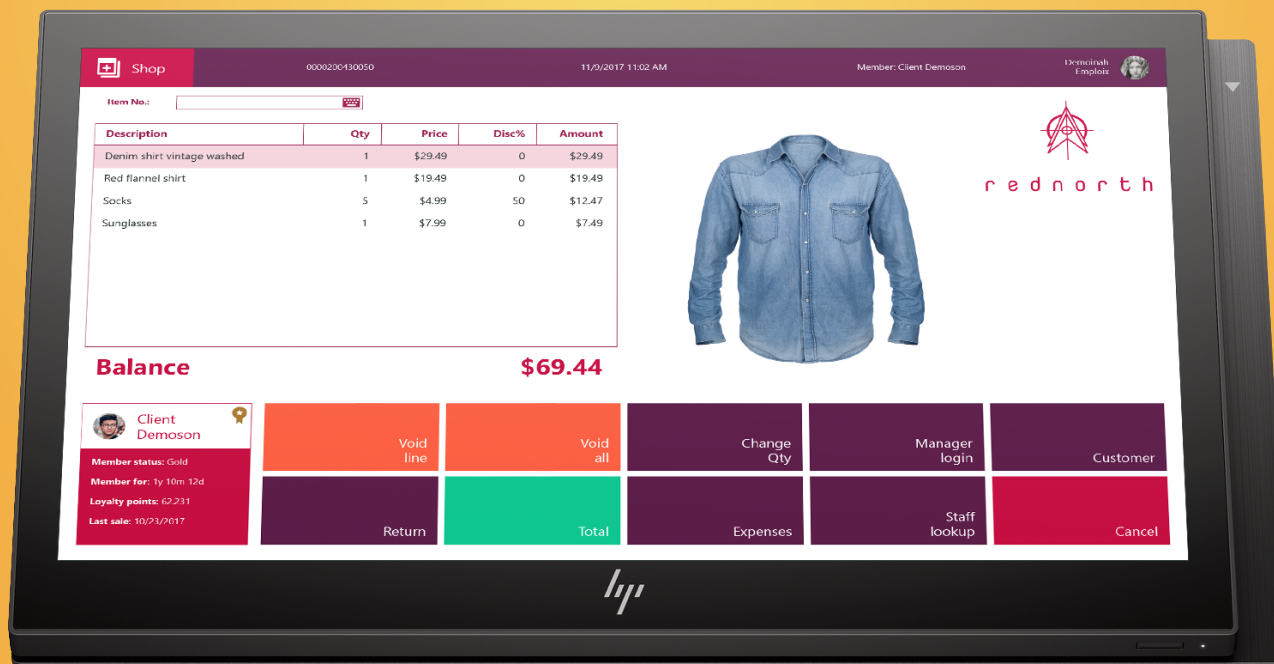 Shop 0000200430050 11/9/2017 11:02 AM Member: Client Demoson Demoinah
Emploix
Item No.:
Description Qty Price Disc% Amount
Denim shirt vintage washed 1 $29.49 0 $29.49
Red flannel shirt 1 $19.49 0 $19.49
Socks 5 $4.99 50 $12.47
Sunglasses 1 $7.99 0 $7.49
rednorth
Balance $69.44
Client
Demoson
Member status: Gold
Member for: 1y 10m 12d
Loyalty points: 62.231
Last sale: 10/23/2017
Void
line
Void
all
Change
Qty
Manager
login
Customer
Return
Total
Expenses
Staff
lookup
Cancel
hp